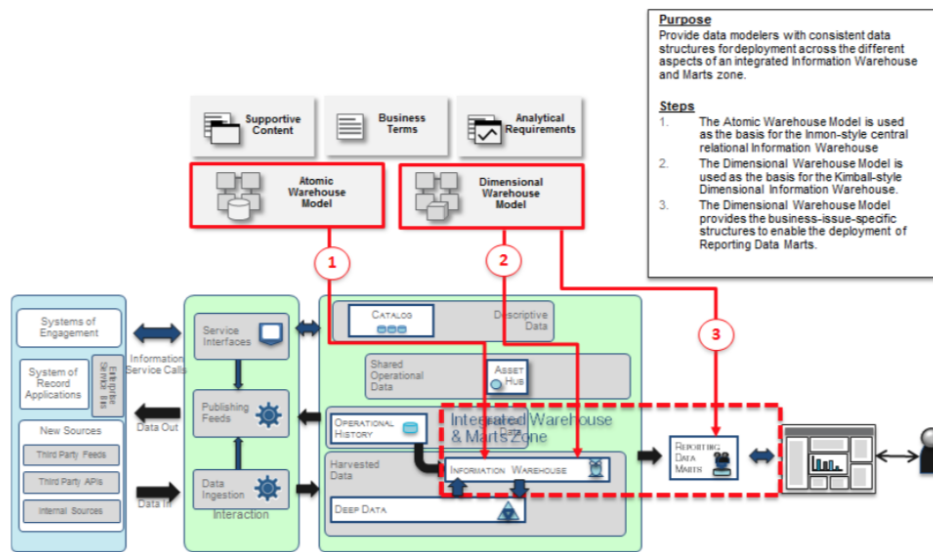 Purpose
Provide data modelers with consistent data
structures for deployment across the different
aspects of an integrated Information Warehouse
and Marts zone.
Steps
1. The Atomic Warehouse Model is used
as the basis for the Inmon-style central
relational Information Warehouse
2. The Dimensional Warehouse Model is
used as the basis for the Kimball-style
Dimensional Information Warehouse.
3. The Dimensional Warehouse Model
provides the business-issue-specific
structures to enable the deployment of
Reporting Data Marts.
Supportive
Content
Business
Terms
Analytical
Requirements
Atomic
Warehouse
Model
Dimensional
Warehouse
Model
1
2
3
Systems of
Engagement
System of
Record
Applications
Enterprise
Service Bus
New Sources
Third Party Feeds
Third Party APIs
Internal Sources
Information
Service Calls
Data Out
Data In
Service
Interfaces
Publishing
Feeds
Data
Ingestion
Interaction
CATALOG
Descriptive
Data
Shared
Operational
Data
ASSET
HUB
OPERATIONAL
HISTORY
Data
Integrated Warehouse
& Marts Zone
Harvested
Data
INFORMATION WAREHOUSE
DEEP DATA
REPORTING
DATA
MARTS